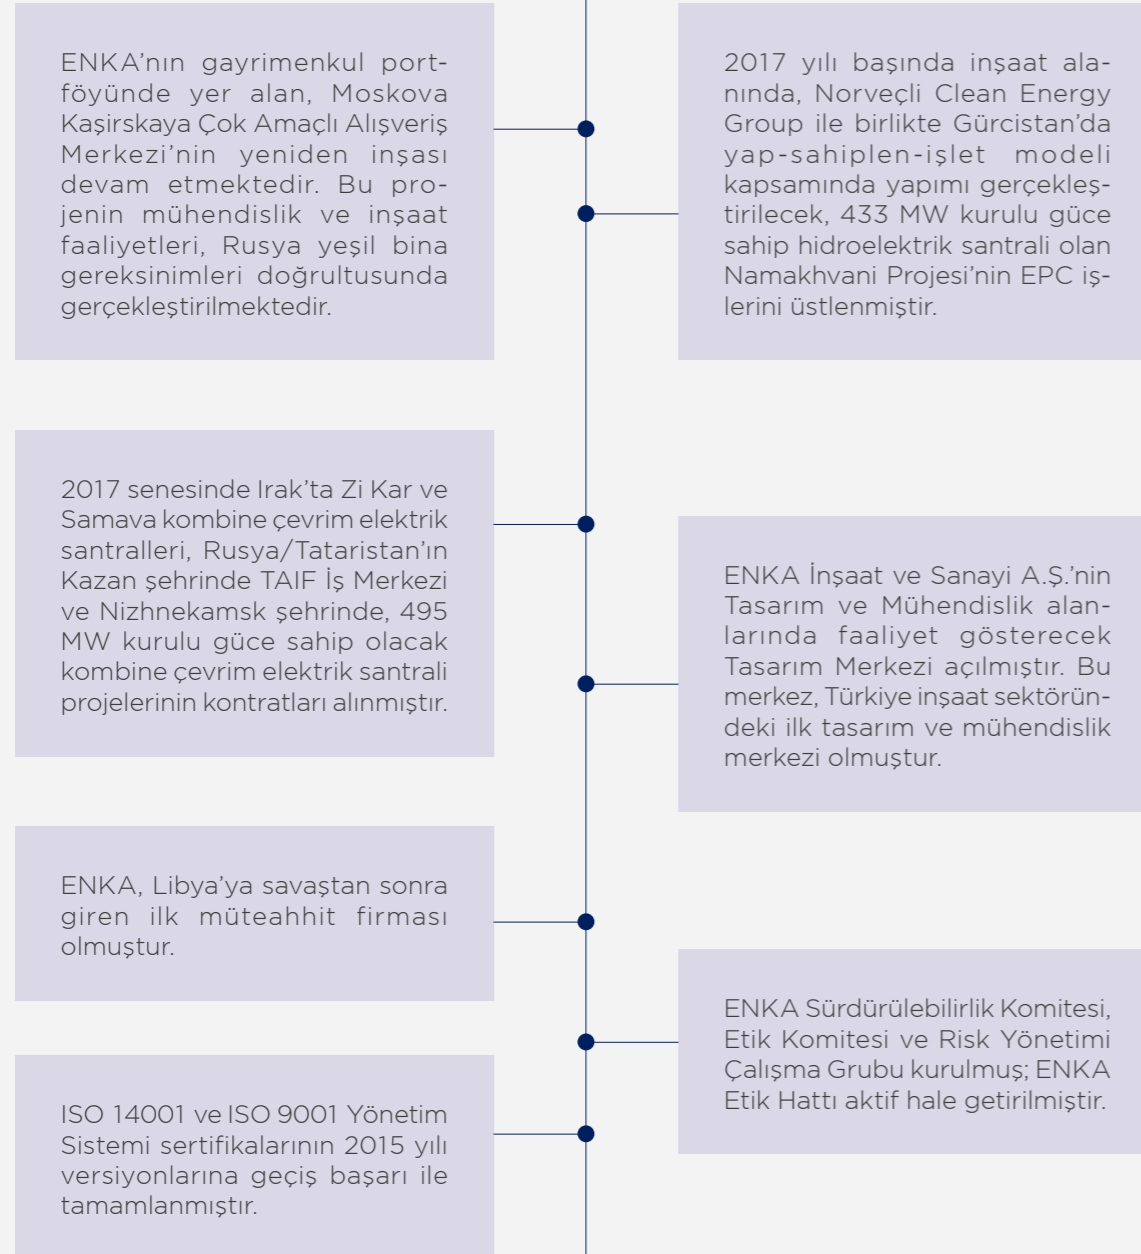 ENKA’nın gayrimenkul port-
föyünde yer alan, Moskova
Kaşirskaya Çok Amaçlı Alışveriş
Merkezi’nin yeniden inşası
devam etmektedir. Bu pro-
jenin mühendislik ve inşaat
faaliyetleri, Rusya yeşil bina
gereksinimleri doğrultusunda
gerçekleştirilmektedir.
2017 yılı başında inşaat ala-
nında, Norveçli Clean Energy
Group ile birlikte Gürcistan’da
yap-sahiplen-işlet modeli
kapsamında yapımı gerçekleş-
tirilecek, 433 MW kurulu güce
sahip hidroelektrik santrali olan
Namakhvani Projesi’nin EPC iş-
lerini üstlenmiştir.
2017 senesinde Irak’ta Zi Kar ve
Samava kombine çevrim elektrik
santralleri, Rusya/Tataristan’ın
Kazan şehrinde TAIF İş Merkezi
ve Nizhnekamsk şehrinde, 495
MW kurulu güce sahip olacak
kombine çevrim elektrik santrali
projelerinin kontratları alınmıştır.
ENKA İnşaat ve Sanayi A.Ş.’nin
Tasarım ve Mühendislik alan-
larında faaliyet gösterecek
Tasarım Merkezi açılmıştır. Bu
merkez, Türkiye inşaat sektörün-
deki ilk tasarım ve mühendislik
merkezi olmuştur.
ENKA, Libya’ya savaştan sonra
giren ilk müteahhit firması
olmuştur.
ENKA Sürdürülebilirlik Komitesi,
Etik Komitesi ve Risk Yönetimi
Çalışma Grubu kurulmuş; ENKA
Etik Hattı aktif hale getirilmiştir.
ISO 14001 ve ISO 9001 Yönetim
Sistemi sertifikalarının 2015 yılı
versiyonlarına geçiş başarı ile
tamamlanmıştır.